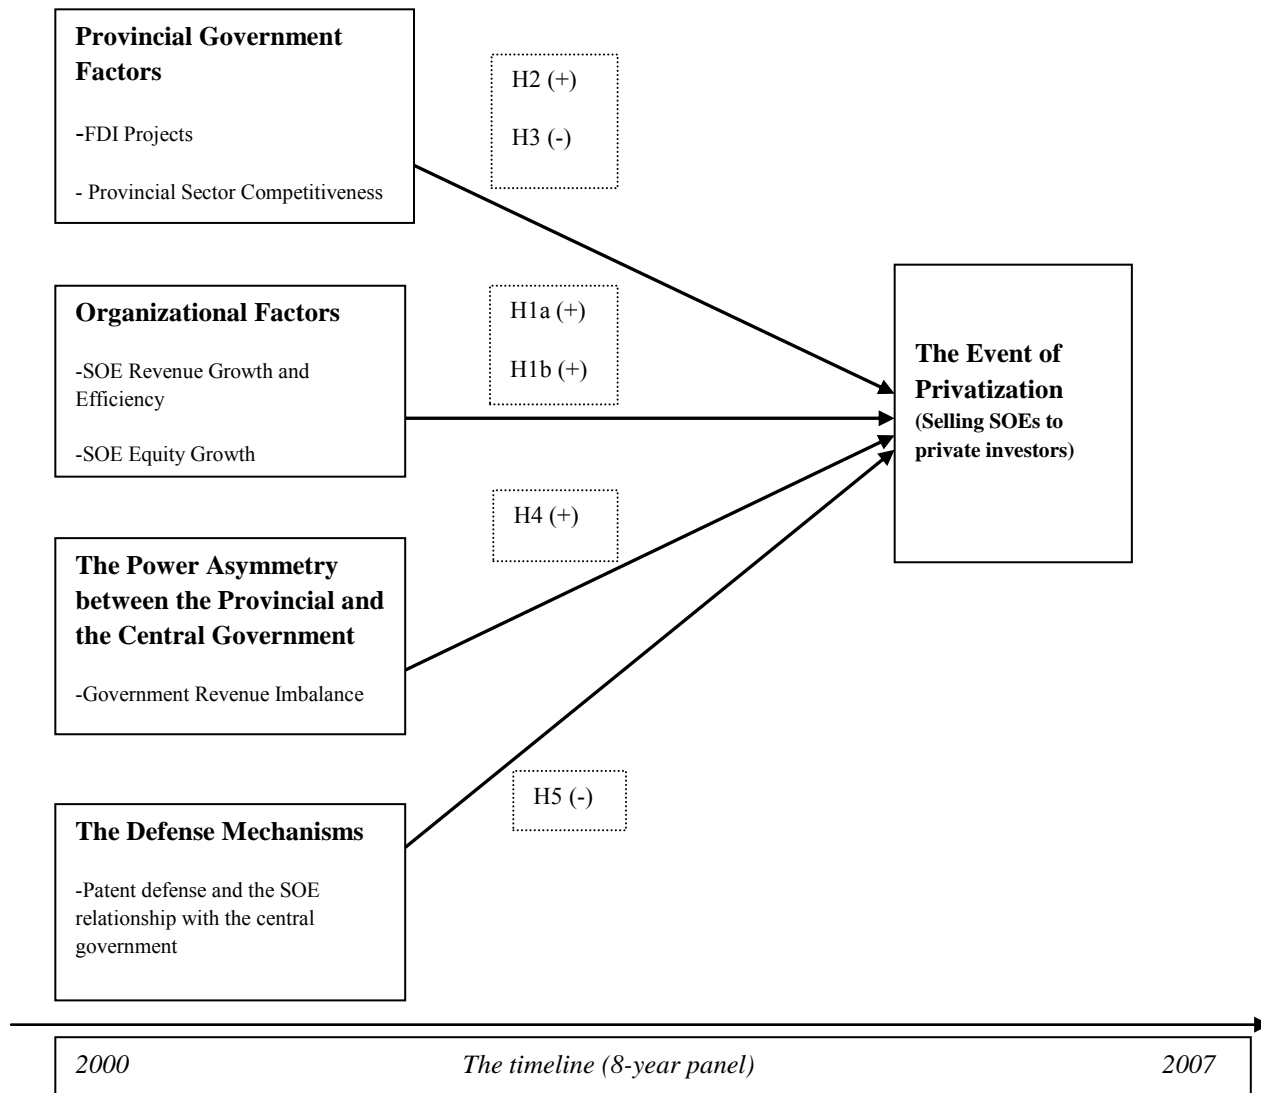 Provincial Government
Factors
-FDI Projects
- Provincial Sector Competitiveness
H2 (+)
H3 (-)
Organizational Factors
-SOE Revenue Growth and
Efficiency
-SOE Equity Growth
H1a (+)
H1b (+)
The Event of
Privatization
(Selling SOEs to
private investors)
The Power Asymmetry
between the Provincial and
the Central Government
-Government Revenue Imbalance
H4 (+)
The Defense Mechanisms
-Patent defense and the SOE
relationship with the central
government
H5 (-)
2000 The timeline (8-year panel) 2007